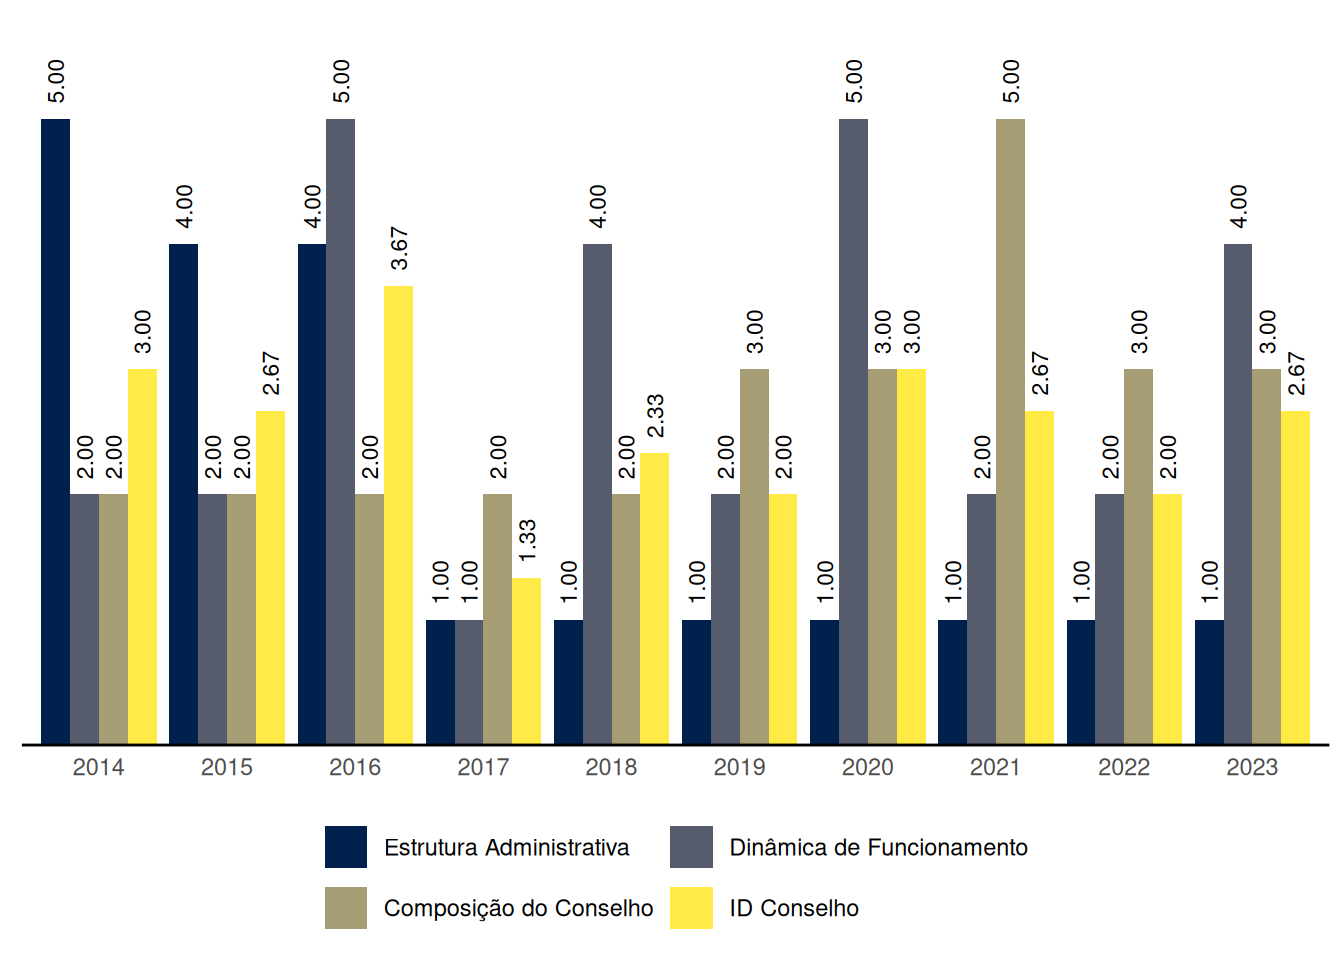 5.00 2.00 2.00 3.00
4.00 2.00 2.00 2.67
4.00 5.00 2.00 3.67
1.00 1.00 2.00 1.33
1.00 4.00 2.00 2.33
1.00 2.00 3.00 2.00
1.00 5.00 3.00 3.00
1.00 2.00 5.00 2.67
1.00 2.00 3.00 2.00
1.00 4.00 3.00 2.67
2014 2015 2016 2017 2018 2019 2020 2021 2022 2023
Estrutura Administrativa Dinâmica de Funcionamento
Composição do Conselho ID Conselho